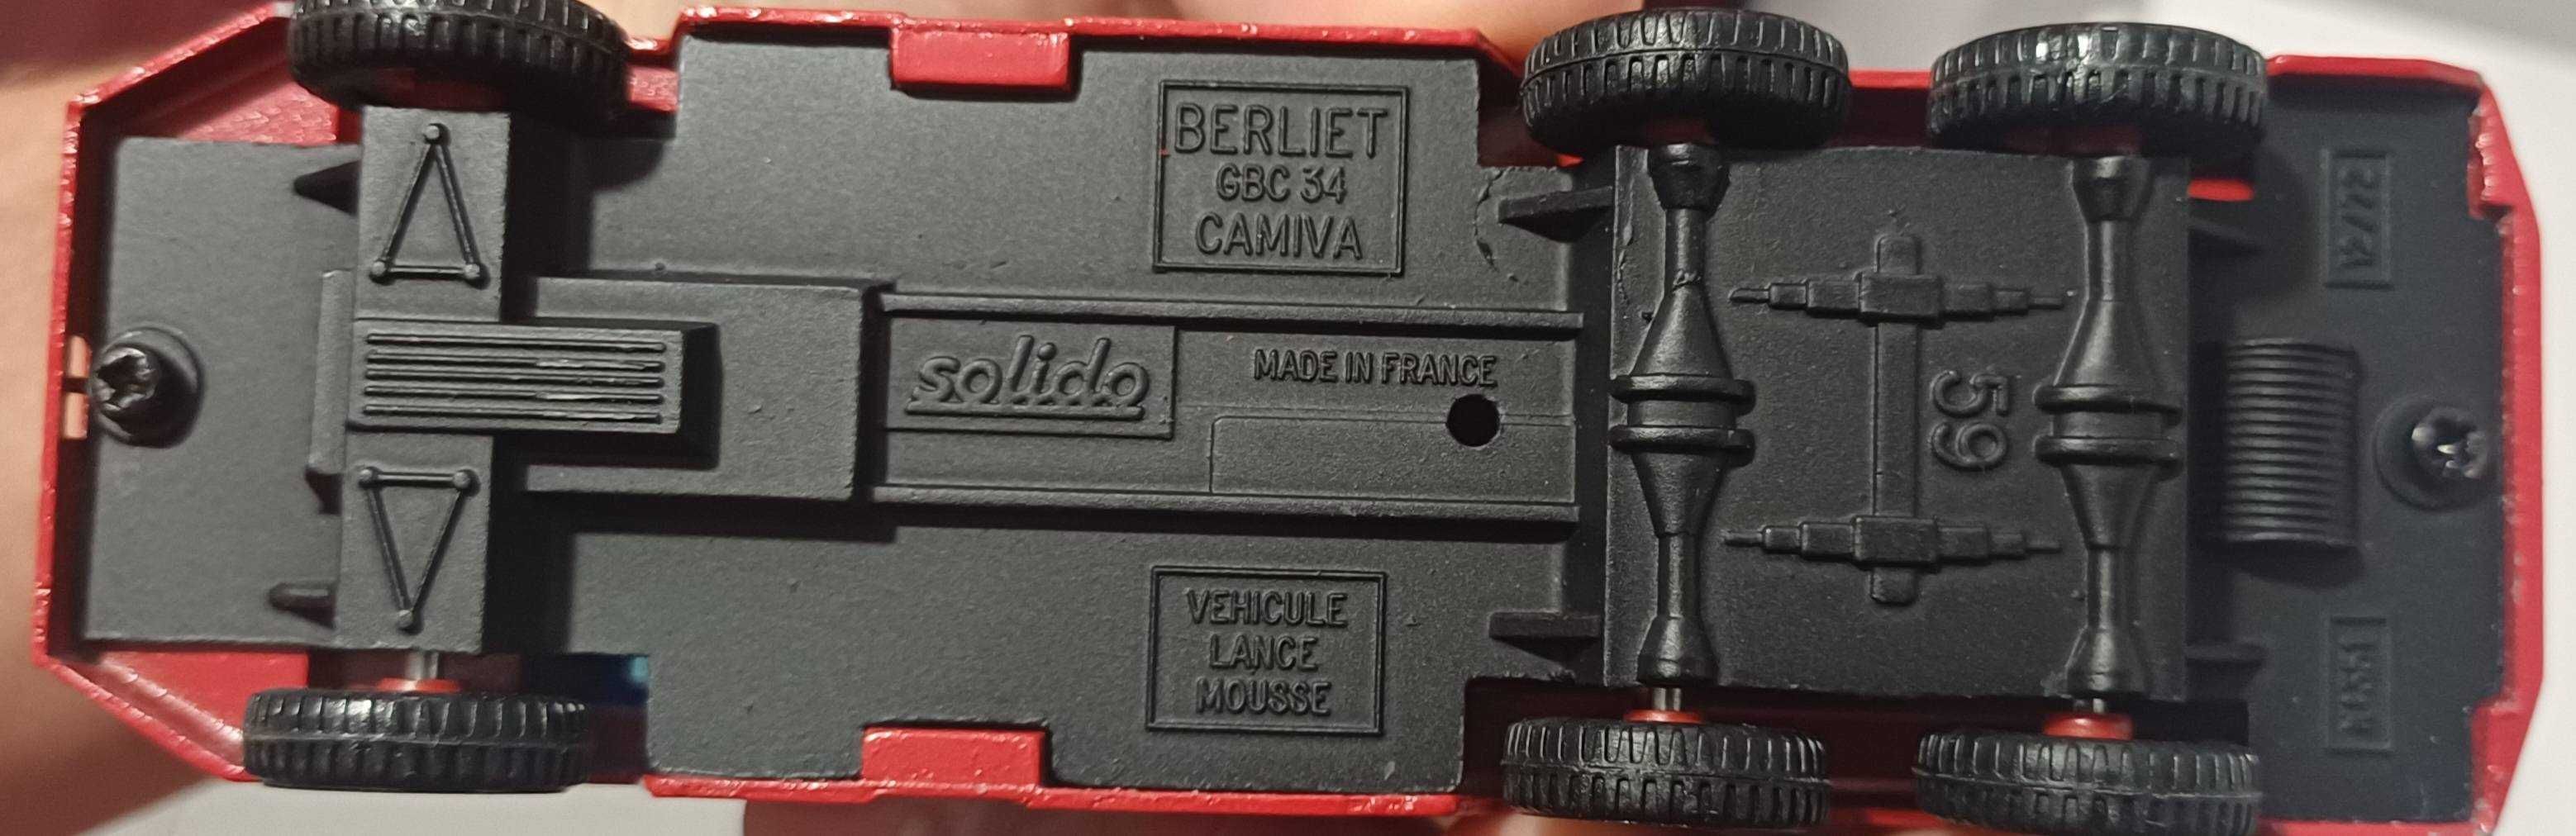 BERLIET
GBC 34
CAMIVA
solido
MADE IN FRANCE
VEHICULE
LANCE
MOUSSE
59